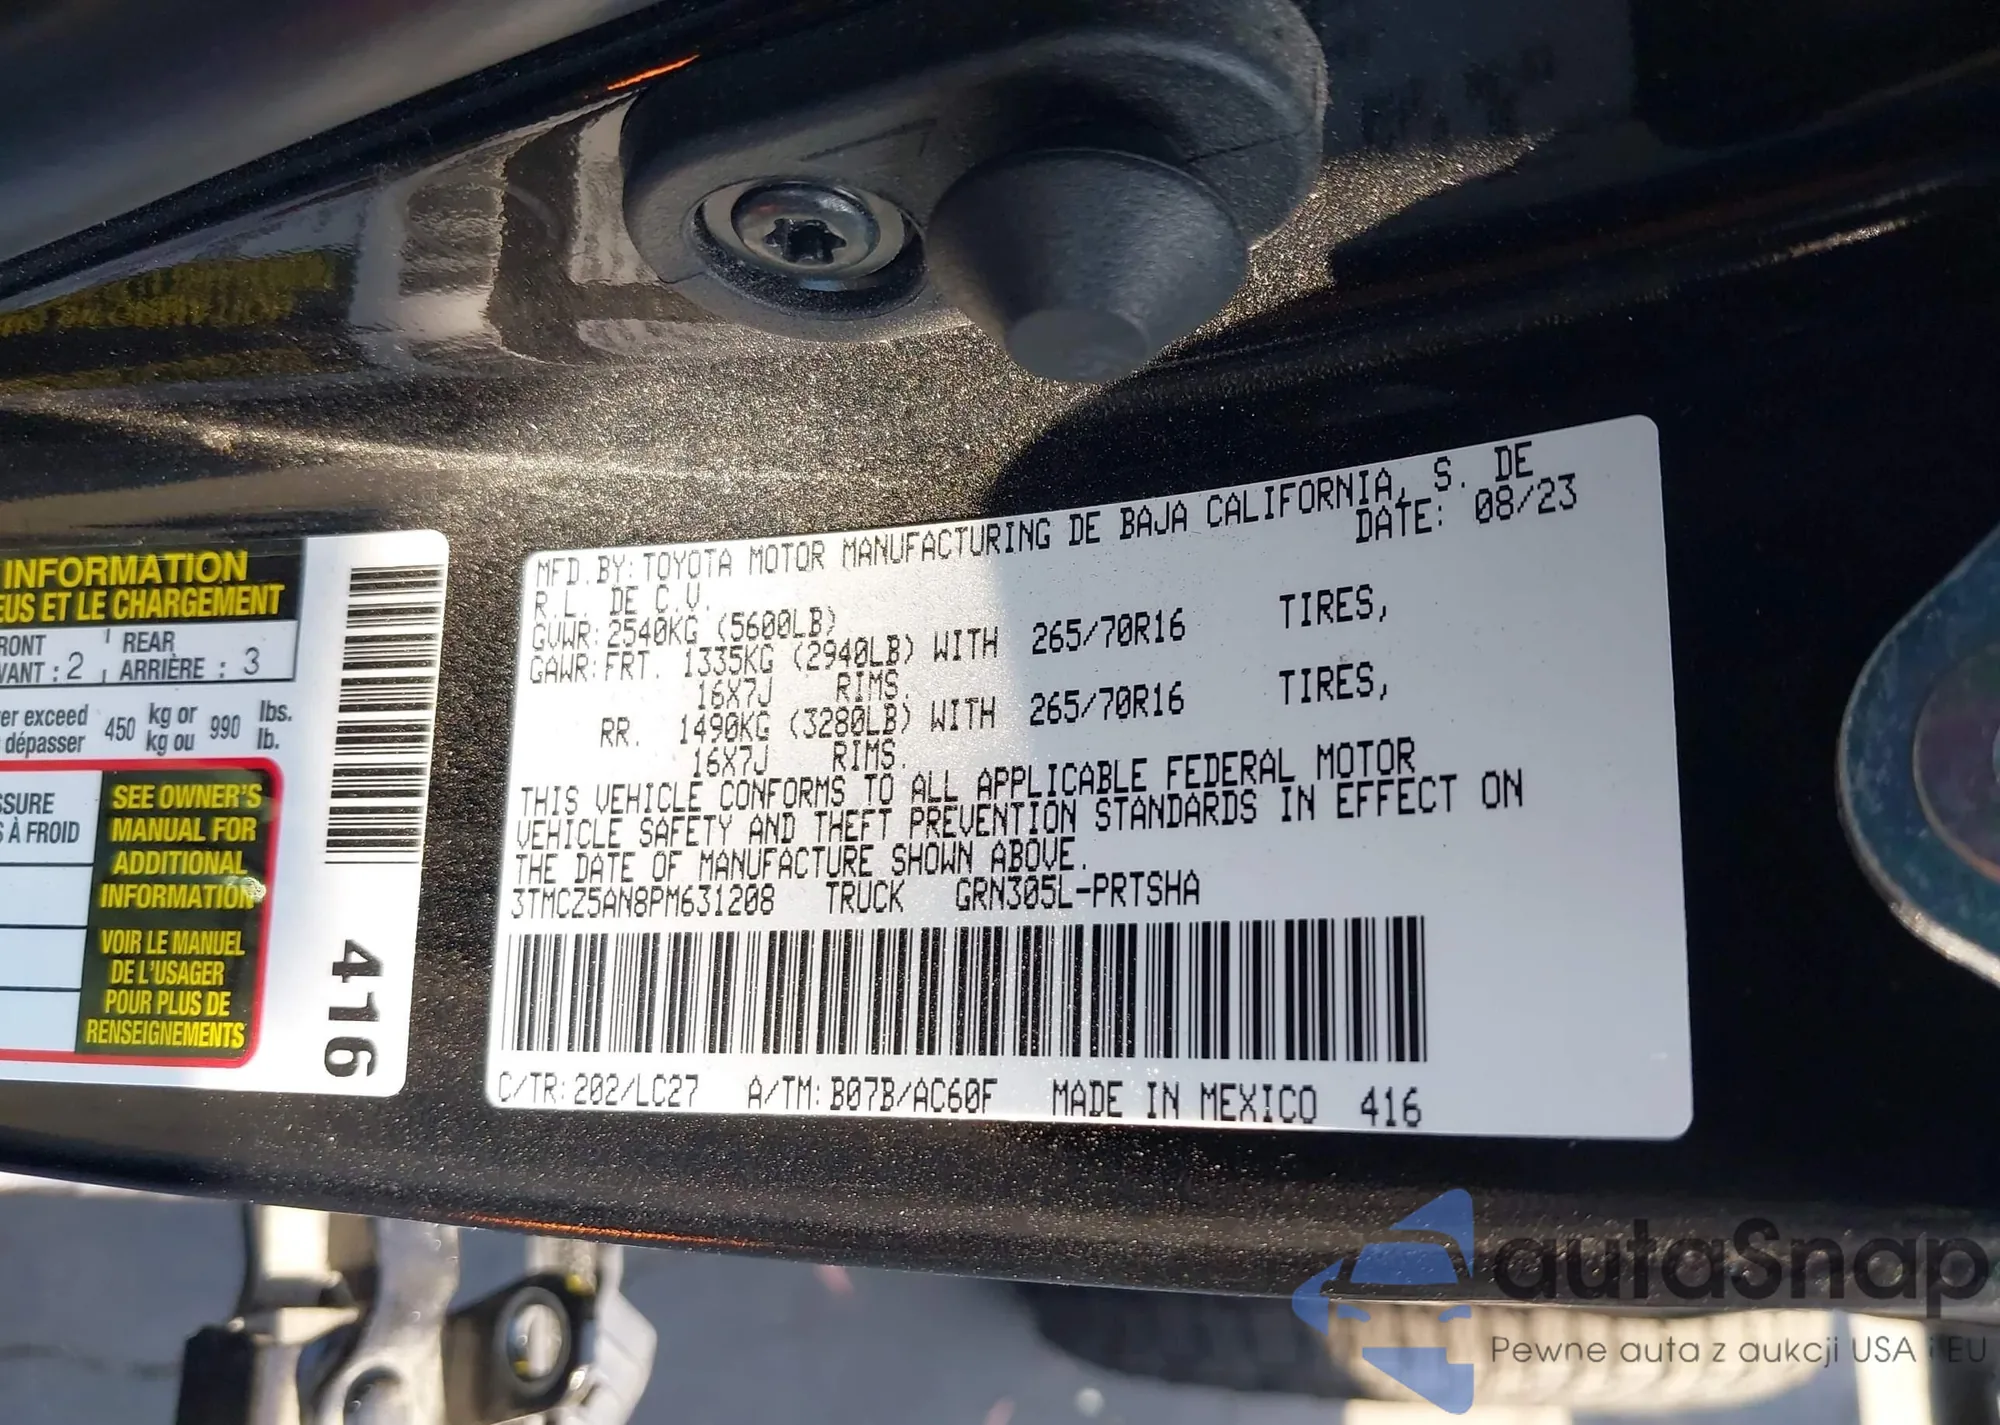 INFORMATION
EUS ET LE CHARGEMENT
RONT REAR
VANT : 2 ARRIÈRE : 3
er exceed 450 kg or 990 lbs.
dépasser kg ou lb.
SSURE
S À FROID
SEE OWNER'S
MANUAL FOR
ADDITIONAL
INFORMATION
VOIR LE MANUEL
DE L'USAGER
POUR PLUS DE
RENSEIGNEMENTS
416
MFD.BY:TOYOTA MOTOR MANUFACTURING DE BAJA CALIFORNIA, S. DE
R.L. DE C.V. DATE: 08/23
GVWR:2540KG (5600LB)
GAWR:FRT. 1335KG (2940LB) WITH 265/70R16 TIRES,
16X7J RIMS.
RR. 1490KG (3280LB) WITH 265/70R16 TIRES,
16X7J RIMS.
THIS VEHICLE CONFORMS TO ALL APPLICABLE FEDERAL MOTOR
VEHICLE SAFETY AND THEFT PREVENTION STANDARDS IN EFFECT ON
THE DATE OF MANUFACTURE SHOWN ABOVE.
3TMCZ5AN8PM631208 TRUCK GRN305L-PRTSHA
C/TR:202/LC27 A/TM:B07B/AC60F MADE IN MEXICO 416
autaSnap
Pewne auta z aukcji USA i EU